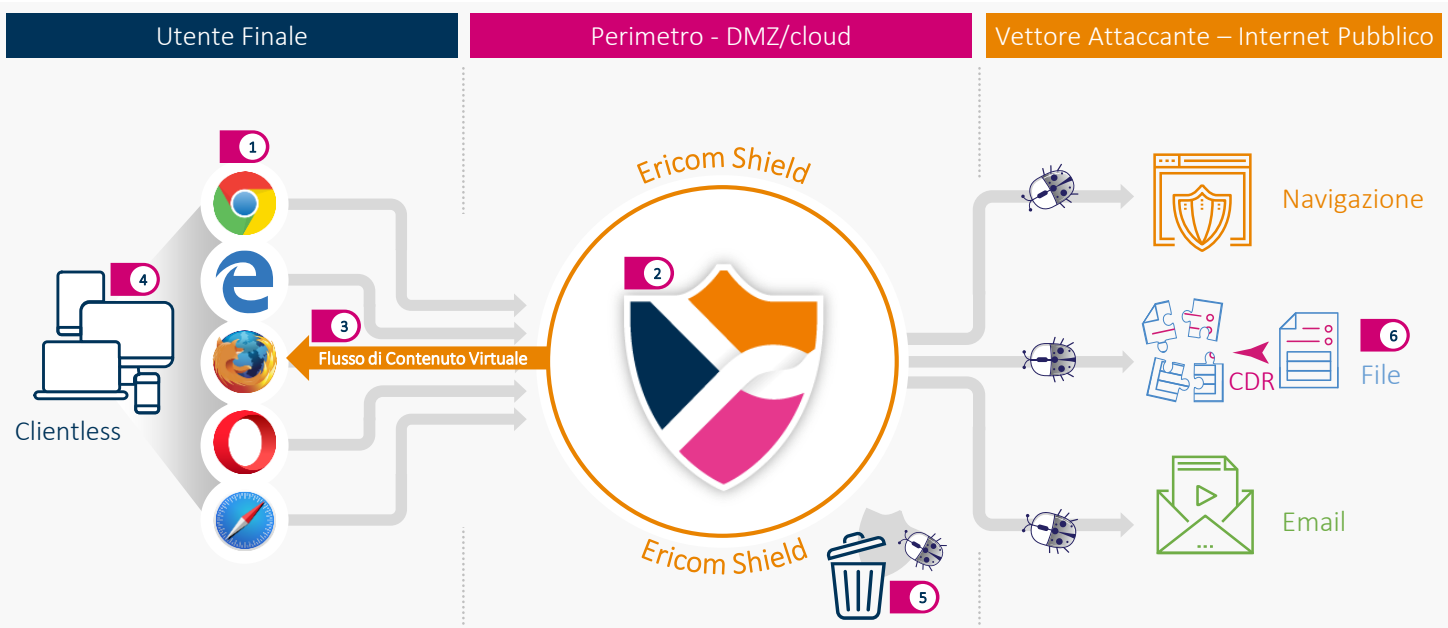 Utente Finale
Perimetro - DMZ/cloud
Vettore Attaccante – Internet Pubblico
1
Ericom Shield
Navigazione
2
4
3
Flusso di Contenuto Virtuale
6
CDR
File
Clientless
Email
Ericom Shield
5